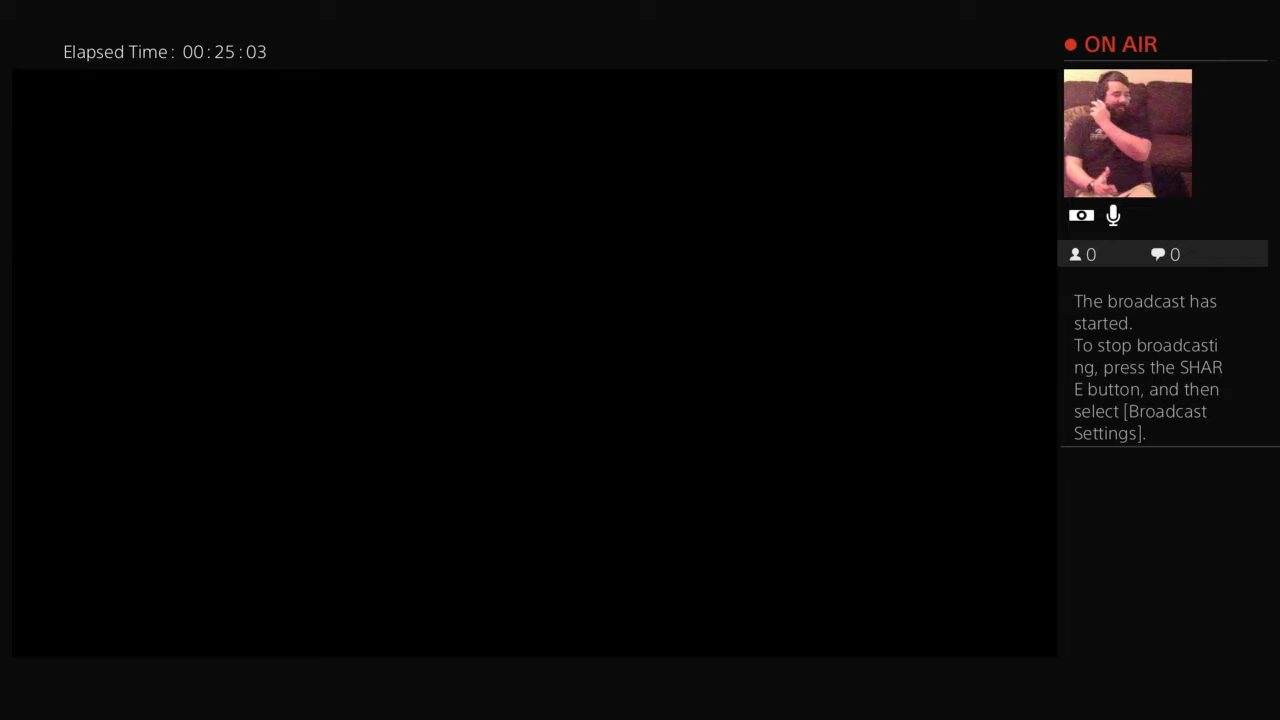 Elapsed Time: 00:25:03
ON AIR
0 0
The broadcast has
started.
To stop broadcasti
ng, press the SHAR
E button, and then
select [Broadcast
Settings].